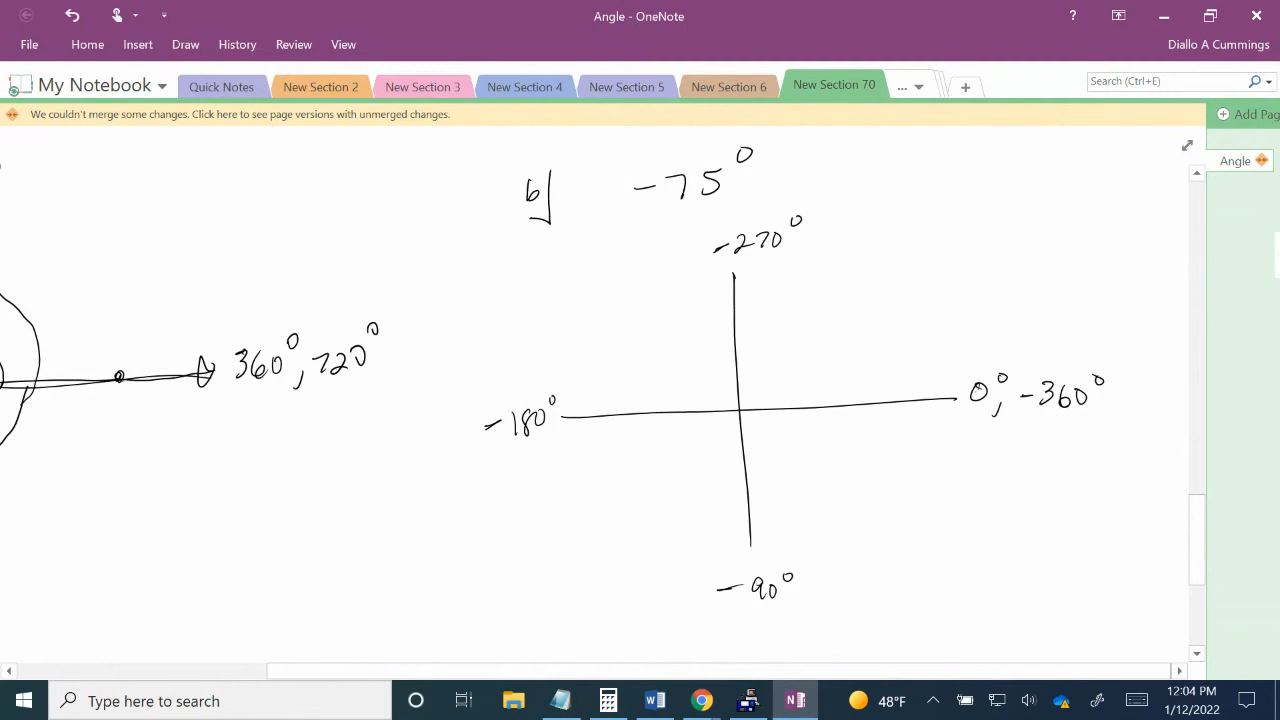 Angle - OneNote
Diallo A Cummings
File Home Insert Draw History Review View
My Notebook Quick Notes New Section 2 New Section 3 New Section 4 New Section 5 New Section 6 New Section 70 ... +
Search (Ctrl+E)
We couldn't merge some changes. Click here to see page versions with unmerged changes.
Add Pag
Angle
b) -75°
-270°
360°, 720°
0°, -360°
-180°
-90°
Type here to search
48°F
12:04 PM
1/12/2022